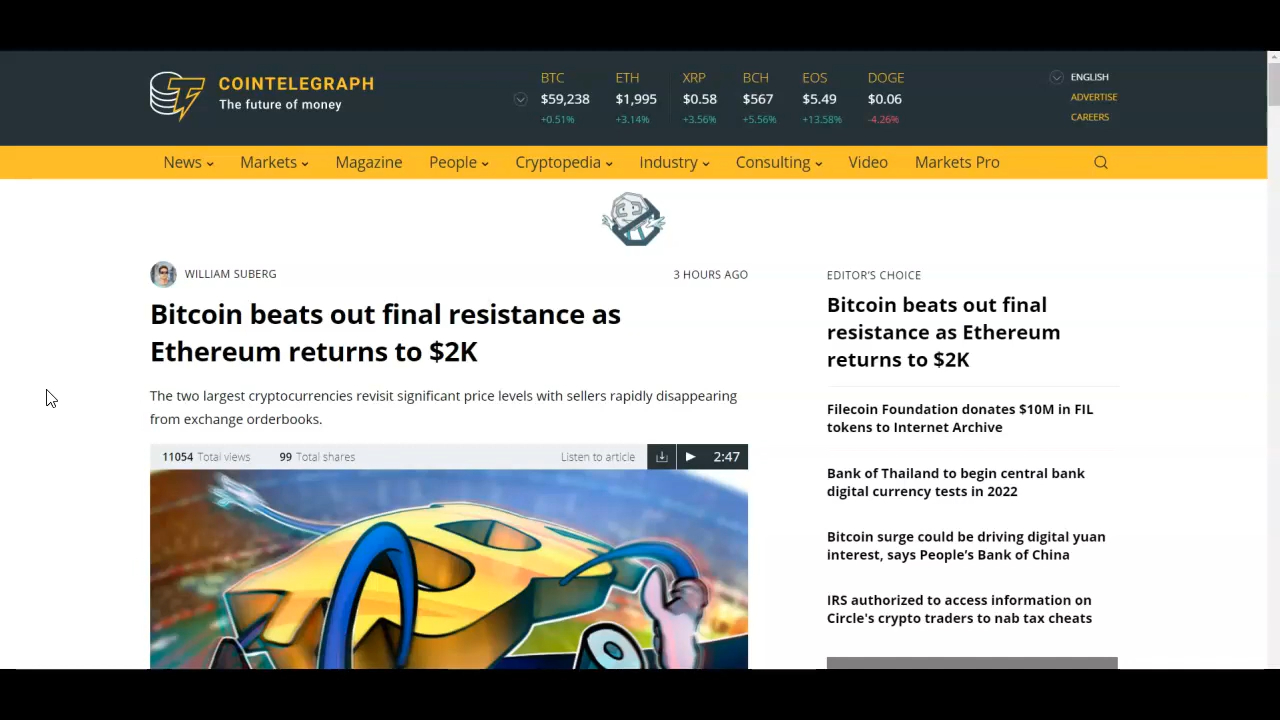 COINTELEGRAPH
The future of money
BTC ETH XRP BCH EOS DOGE
$59,238 $1,995 $0.58 $567 $5.49 $0.06
+0.51% +3.14% +3.56% +5.56% +13.58% -4.26%
ENGLISH
ADVERTISE
CAREERS
News Markets Magazine People Cryptopedia Industry Consulting Video Markets Pro
WILLIAM SUBERG 3 HOURS AGO
Bitcoin beats out final resistance as
Ethereum returns to $2K
The two largest cryptocurrencies revisit significant price levels with sellers rapidly disappearing
from exchange orderbooks.
11054 Total views 99 Total shares Listen to article 2:47
EDITOR'S CHOICE
Bitcoin beats out final
resistance as Ethereum
returns to $2K
Filecoin Foundation donates $10M in FIL
tokens to Internet Archive
Bank of Thailand to begin central bank
digital currency tests in 2022
Bitcoin surge could be driving digital yuan
interest, says People's Bank of China
IRS authorized to access information on
Circle's crypto traders to nab tax cheats